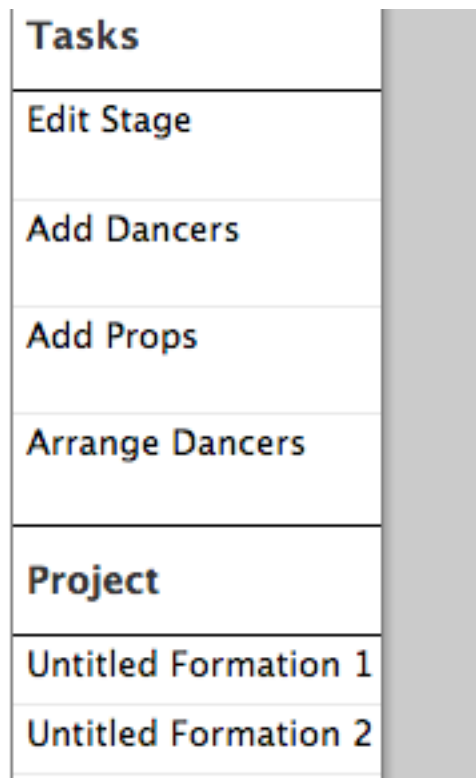 Tasks
Edit Stage
Add Dancers
Add Props
Arrange Dancers
Project
Untitled Formation 1
Untitled Formation 2